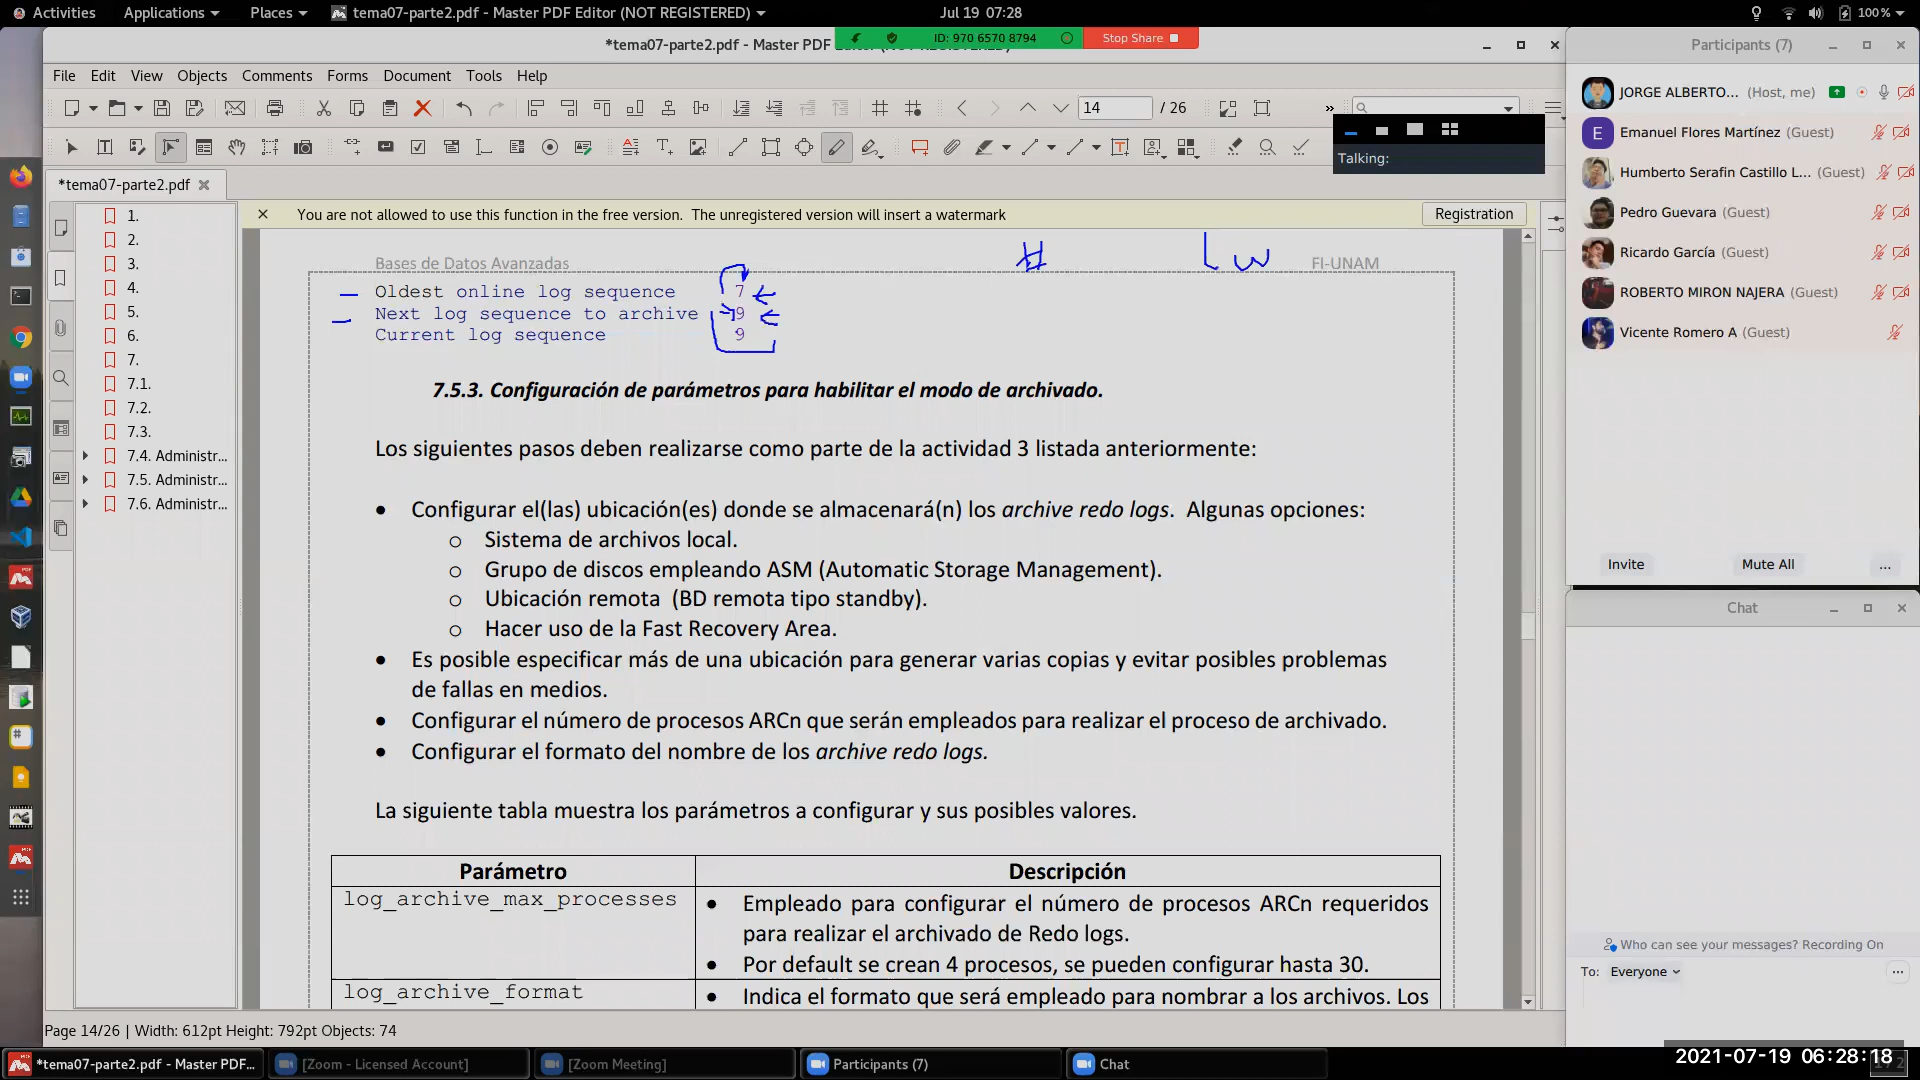 Activities Applications Places tema07-parte2.pdf - Master PDF Editor (NOT REGISTERED) Jul 19 07:28 100%
*tema07-parte2.pdf - Master PDF
ID: 970 6570 8794 Stop Share
File Edit View Objects Comments Forms Document Tools Help
14 / 26
Talking:
*tema07-parte2.pdf
You are not allowed to use this function in the free version. The unregistered version will insert a watermark Registration
1.
2.
3.
4.
5.
6.
7.
7.1.
7.2.
7.3.
7.4. Administr...
7.5. Administr...
7.6. Administr...
Bases de Datos Avanzadas FI-UNAM
# L w
Oldest online log sequence 7
Next log sequence to archive 9
Current log sequence 9
7.5.3. Configuración de parámetros para habilitar el modo de archivado.
Los siguientes pasos deben realizarse como parte de la actividad 3 listada anteriormente:
• Configurar el(las) ubicación(es) donde se almacenará(n) los archive redo logs. Algunas opciones:
o Sistema de archivos local.
o Grupo de discos empleando ASM (Automatic Storage Management).
o Ubicación remota (BD remota tipo standby).
o Hacer uso de la Fast Recovery Area.
• Es posible especificar más de una ubicación para generar varias copias y evitar posibles problemas
de fallas en medios.
• Configurar el número de procesos ARCn que serán empleados para realizar el proceso de archivado.
• Configurar el formato del nombre de los archive redo logs.
La siguiente tabla muestra los parámetros a configurar y sus posibles valores.
Parámetro Descripción
log_archive_max_processes • Empleado para configurar el número de procesos ARCn requeridos
para realizar el archivado de Redo logs.
• Por default se crean 4 procesos, se pueden configurar hasta 30.
log_archive_format • Indica el formato que será empleado para nombrar a los archivos. Los
Page 14/26 | Width: 612pt Height: 792pt Objects: 74
Participants (7)
JORGE ALBERTO... (Host, me)
E Emanuel Flores Martínez (Guest)
Humberto Serafin Castillo L... (Guest)
Pedro Guevara (Guest)
Ricardo García (Guest)
ROBERTO MIRON NAJERA (Guest)
Vicente Romero A (Guest)
Invite Mute All ...
Chat
Who can see your messages? Recording On
To: Everyone
*tema07-parte2.pdf - Master PDF... [Zoom - Licensed Account] [Zoom Meeting] Participants (7) Chat
2021-07-19 06:28:18